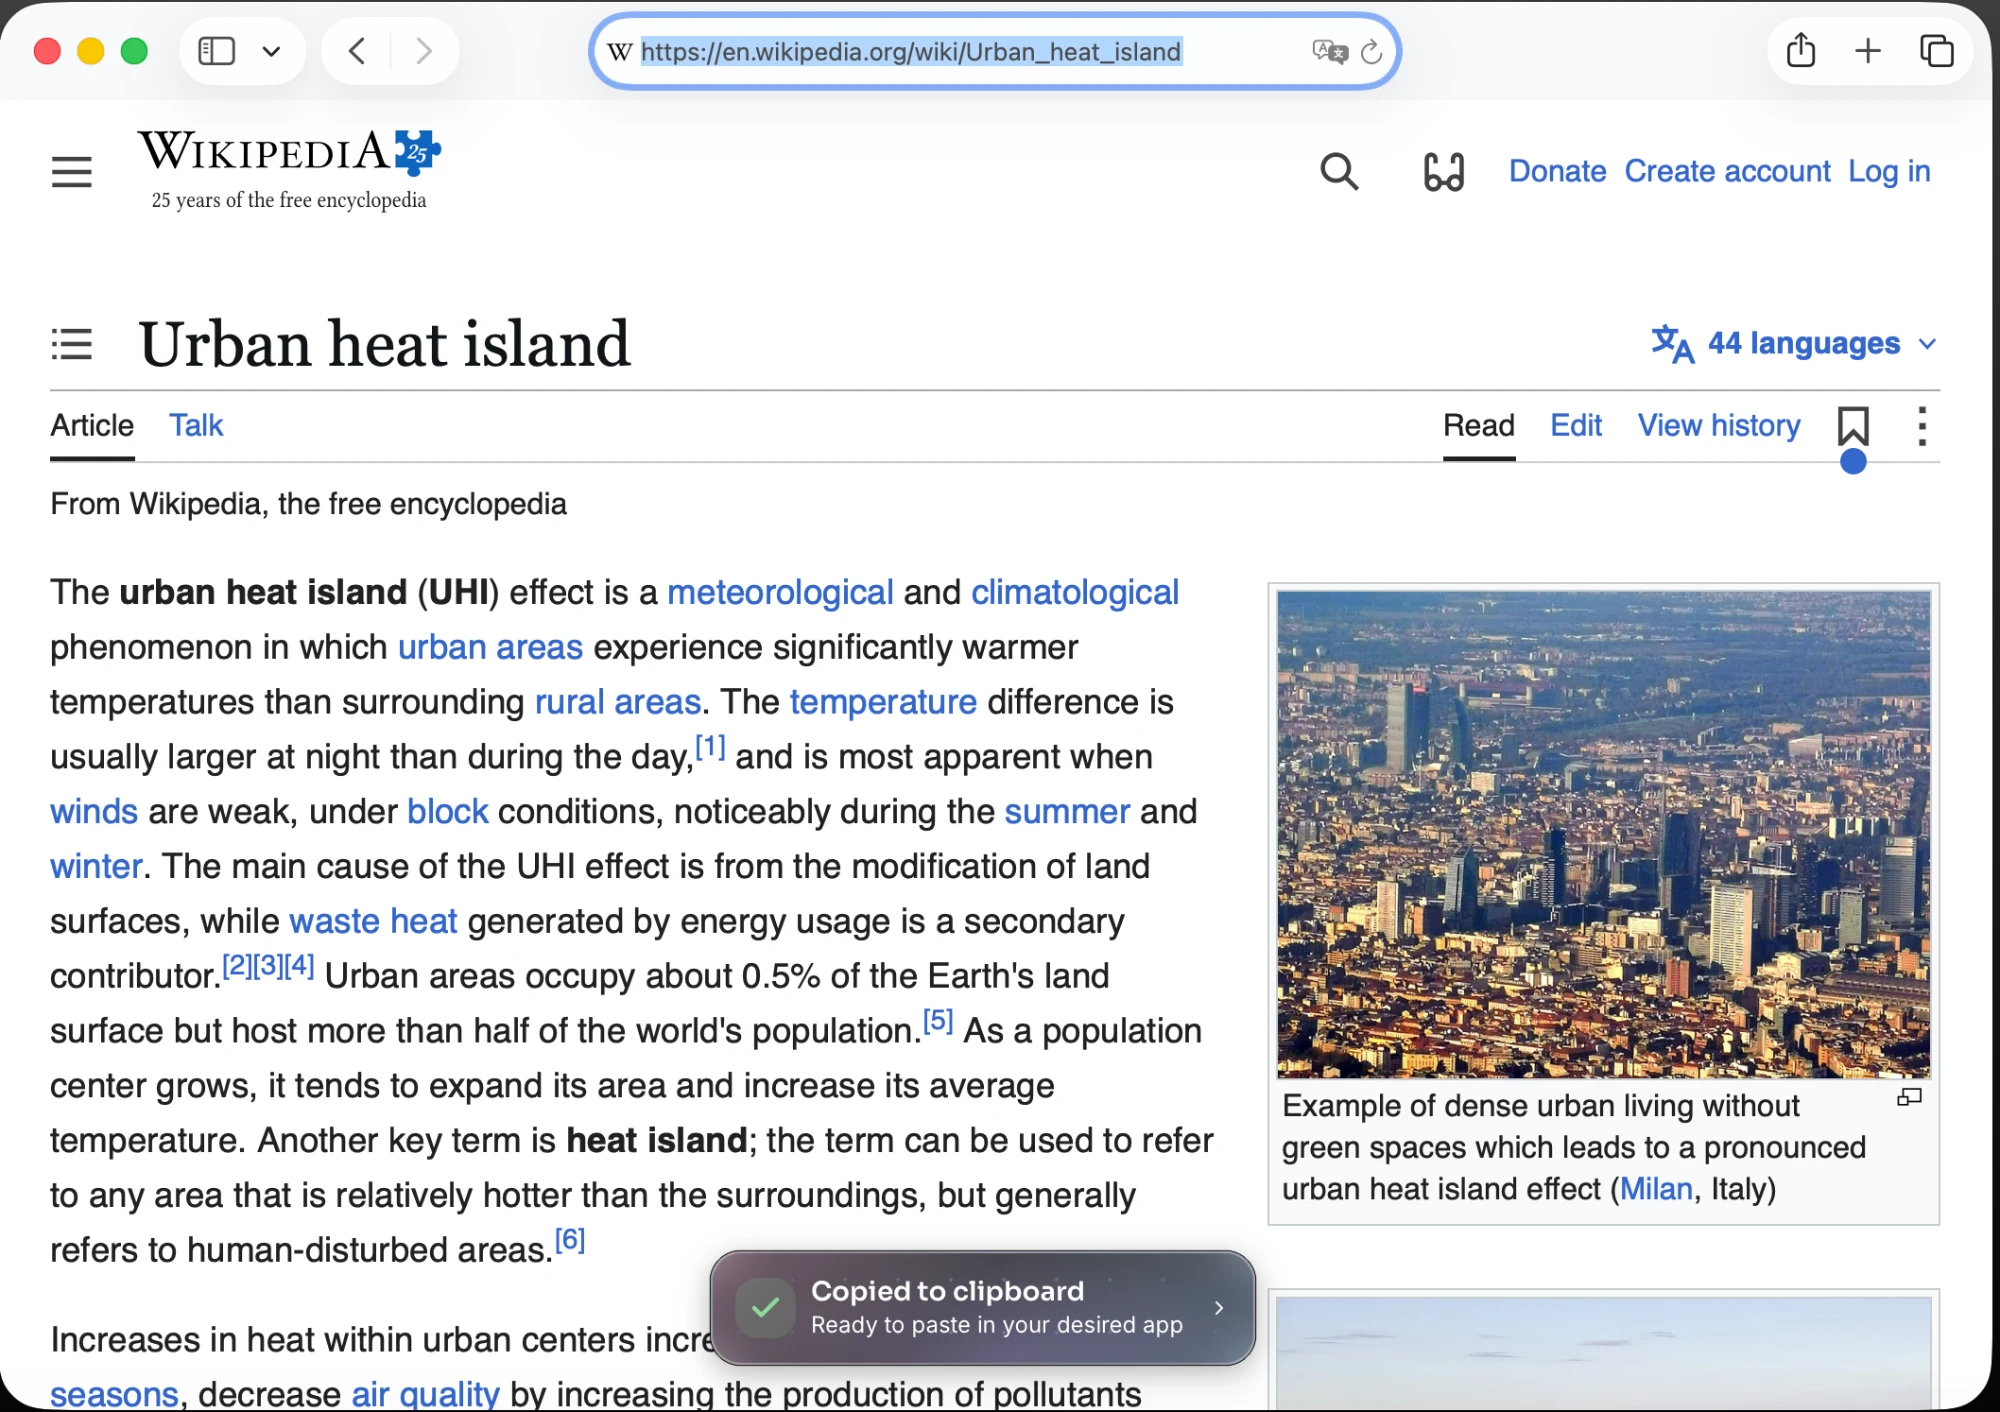 W https://en.wikipedia.org/wiki/Urban_heat_island
WIKIPEDIA 25
25 years of the free encyclopedia
Donate Create account Log in
Urban heat island
44 languages
Article Talk
Read Edit View history
From Wikipedia, the free encyclopedia
The urban heat island (UHI) effect is a meteorological and climatological
phenomenon in which urban areas experience significantly warmer
temperatures than surrounding rural areas. The temperature difference is
usually larger at night than during the day,[1] and is most apparent when
winds are weak, under block conditions, noticeably during the summer and
winter. The main cause of the UHI effect is from the modification of land
surfaces, while waste heat generated by energy usage is a secondary
contributor.[2][3][4] Urban areas occupy about 0.5% of the Earth's land
surface but host more than half of the world's population.[5] As a population
center grows, it tends to expand its area and increase its average
temperature. Another key term is heat island; the term can be used to refer
to any area that is relatively hotter than the surroundings, but generally
refers to human-disturbed areas.[6]
Increases in heat within urban centers incre
seasons, decrease air quality by increasing the production of pollutants
Example of dense urban living without
green spaces which leads to a pronounced
urban heat island effect (Milan, Italy)
Copied to clipboard
Ready to paste in your desired app